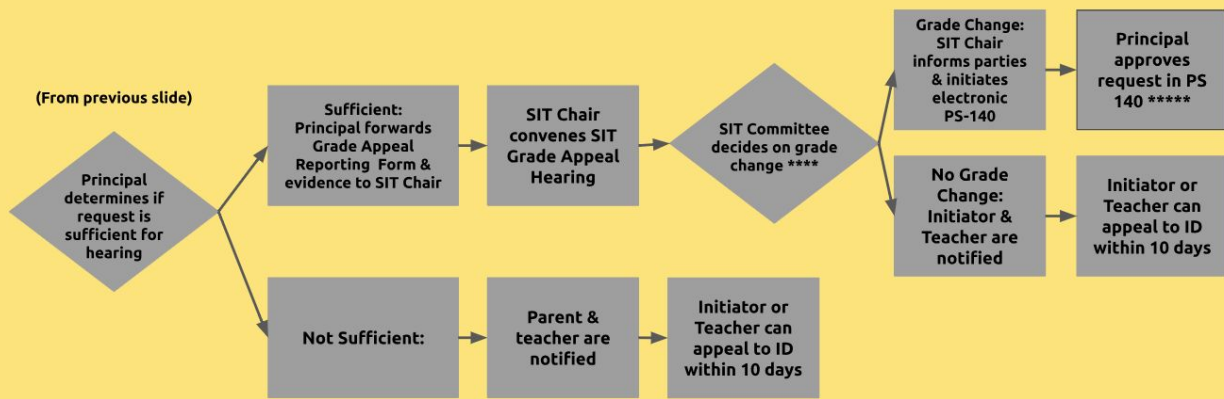 (From previous slide)
Principal
determines if
request is
sufficient for
hearing
Sufficient:
Principal forwards
Grade Appeal
Reporting Form &
evidence to SIT Chair
SIT Chair
convenes SIT
Grade Appeal
Hearing
SIT Committee
decides on grade
change ****
Grade Change:
SIT Chair
informs parties
& initiates
electronic
PS-140
Principal
approves
request in PS
140 *****
No Grade
Change:
Initiator &
Teacher are
notified
Initiator or
Teacher can
appeal to ID
within 10 days
Not Sufficient:
Parent &
teacher are
notified
Initiator or
Teacher can
appeal to ID
within 10 days